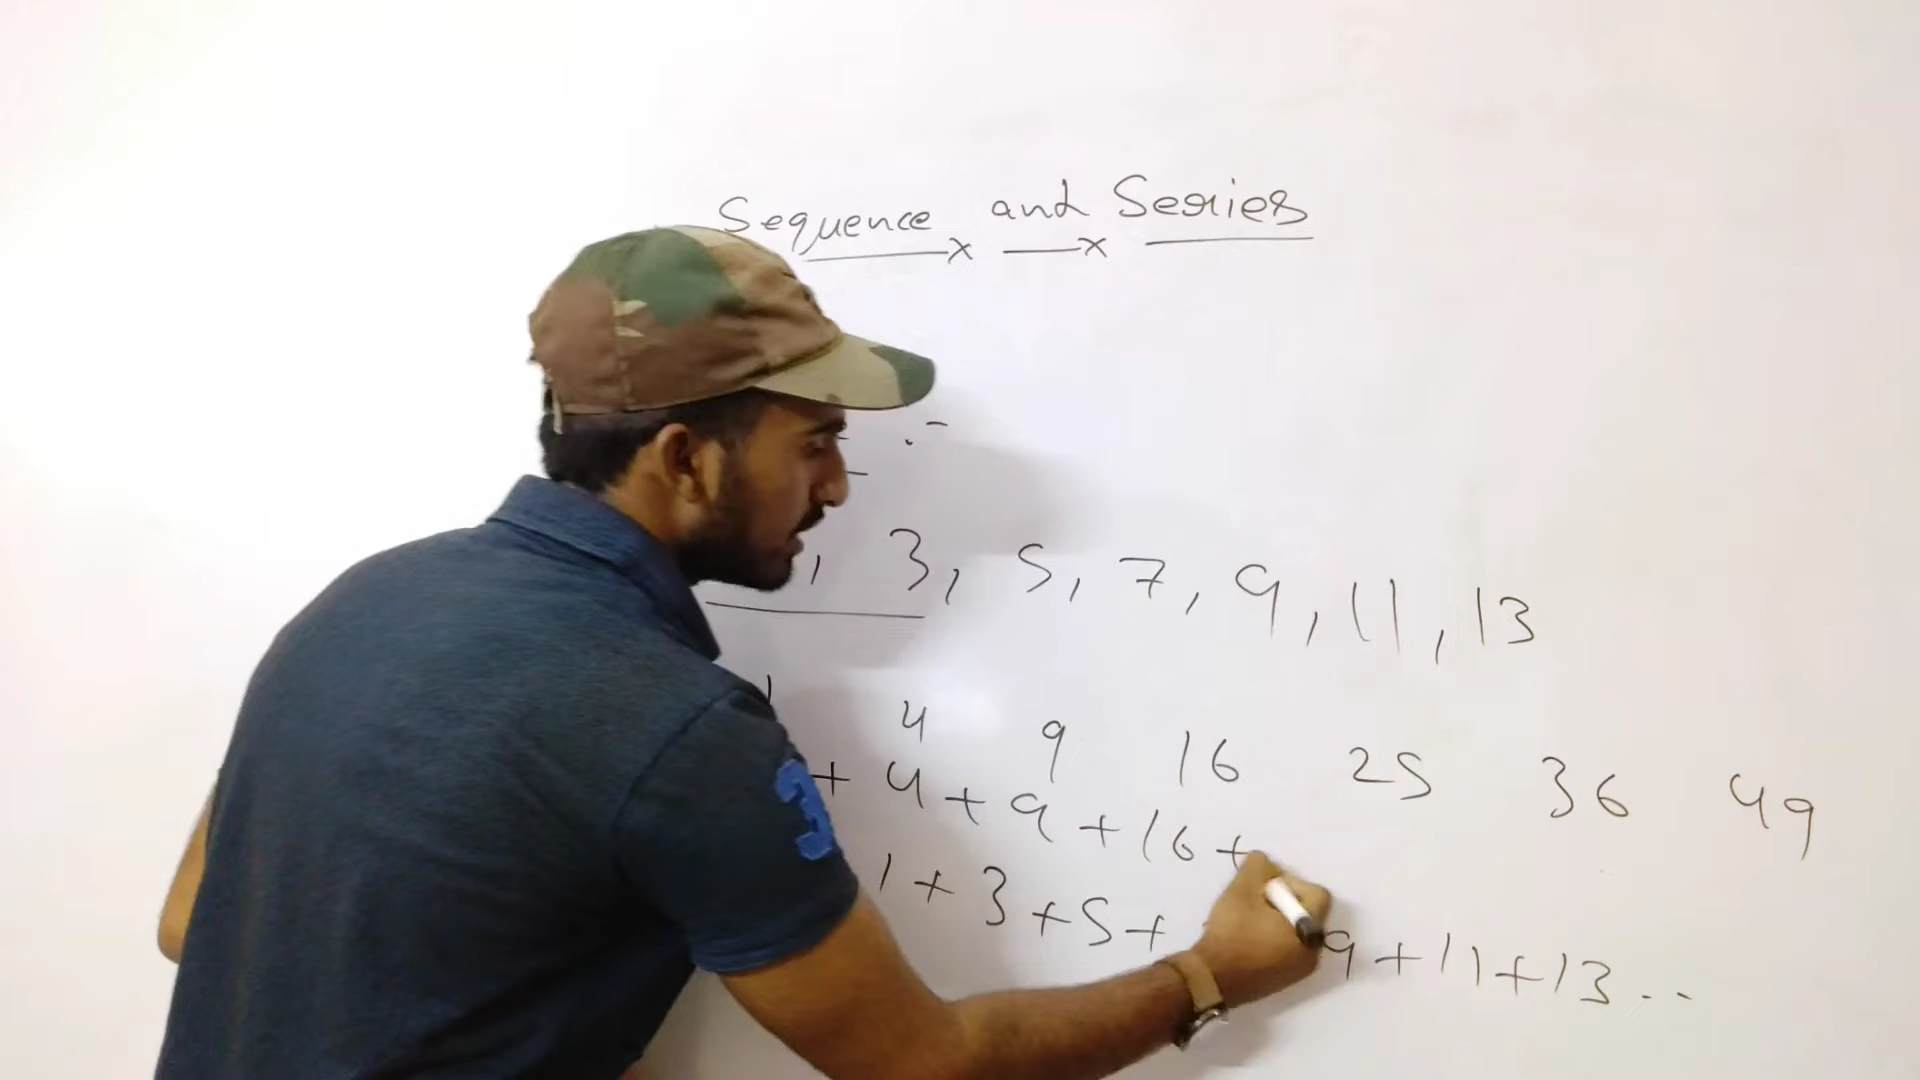 Sequence and Series
, 3, 5, 7, 9, 11, 13
1 4 9 16 25 36 49
+ 4 + 9 + 16 +
1 + 3 + 5 + 9 + 11 + 13 ..
3